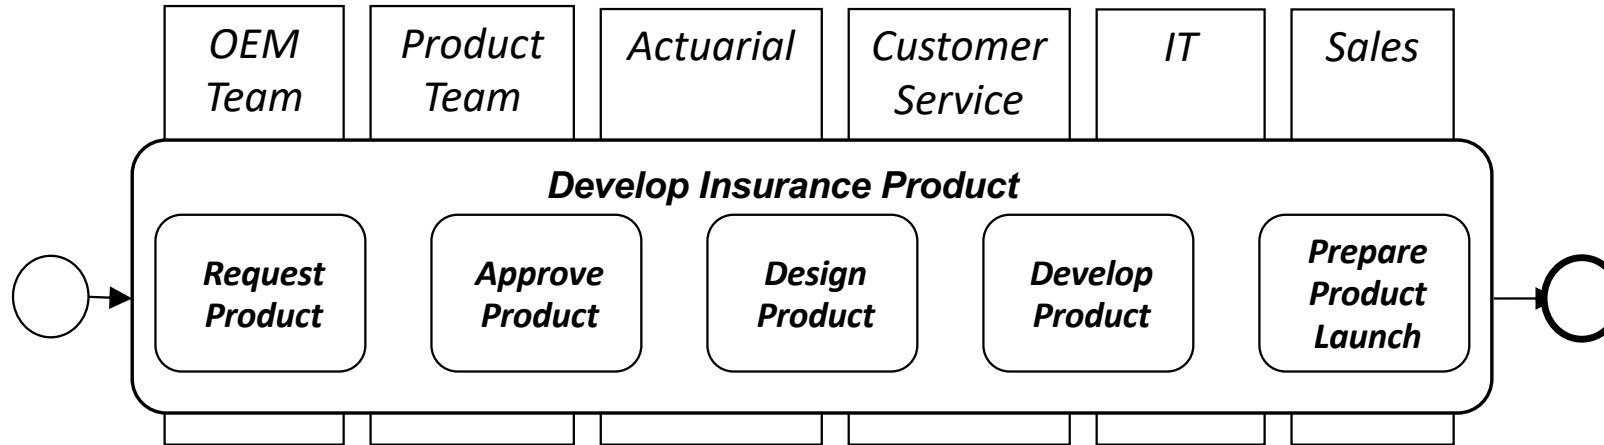 OEM
Team
Product
Team
Actuarial
Customer
Service
IT
Sales
Develop Insurance Product
Request
Product
Approve
Product
Design
Product
Develop
Product
Prepare
Product
Launch